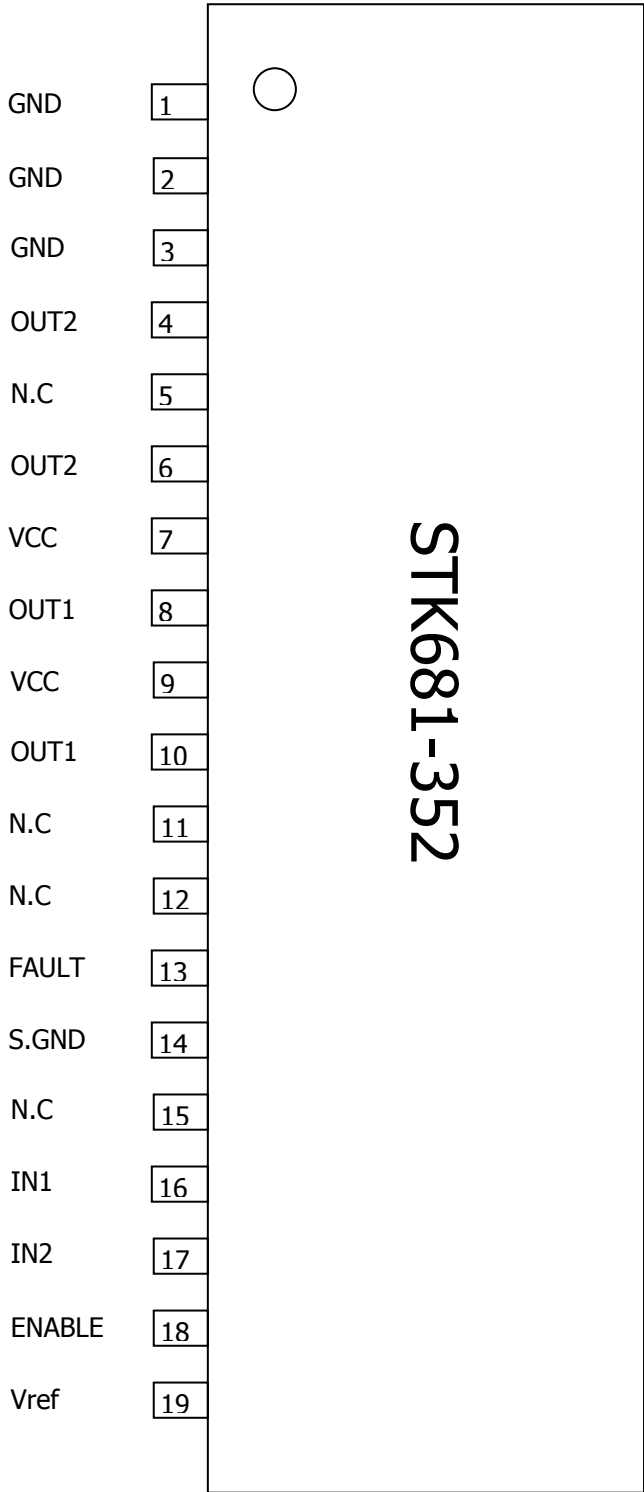 GND 1
GND 2
GND 3
OUT2 4
N.C 5
OUT2 6
VCC 7
OUT1 8
VCC 9
OUT1 10
N.C 11
N.C 12
FAULT 13
S.GND 14
N.C 15
IN1 16
IN2 17
ENABLE 18
Vref 19
STK681-352